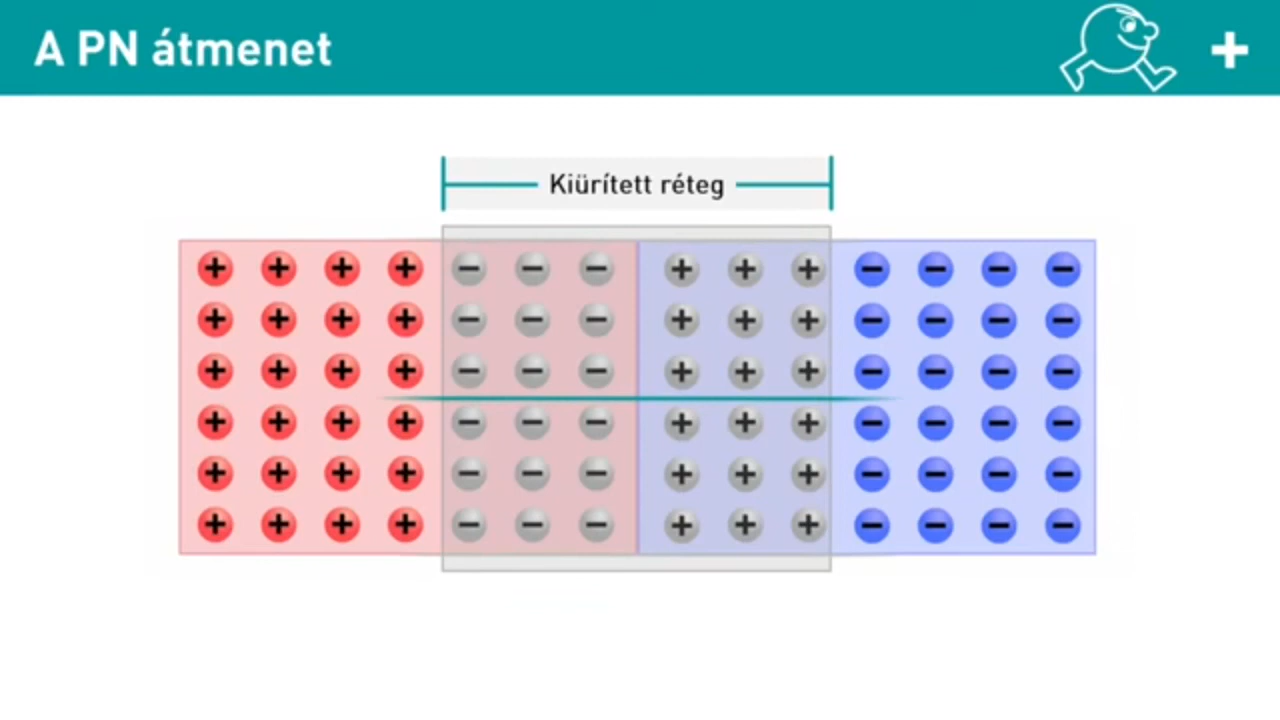 A PN átmenet
+
Kiürített réteg
+ + + + − − − + + + − − − −
+ + + + − − − + + + − − − −
+ + + + − − − + + + − − − −
+ + + + − − − + + + − − − −
+ + + + − − − + + + − − − −
+ + + + − − − + + + − − − −